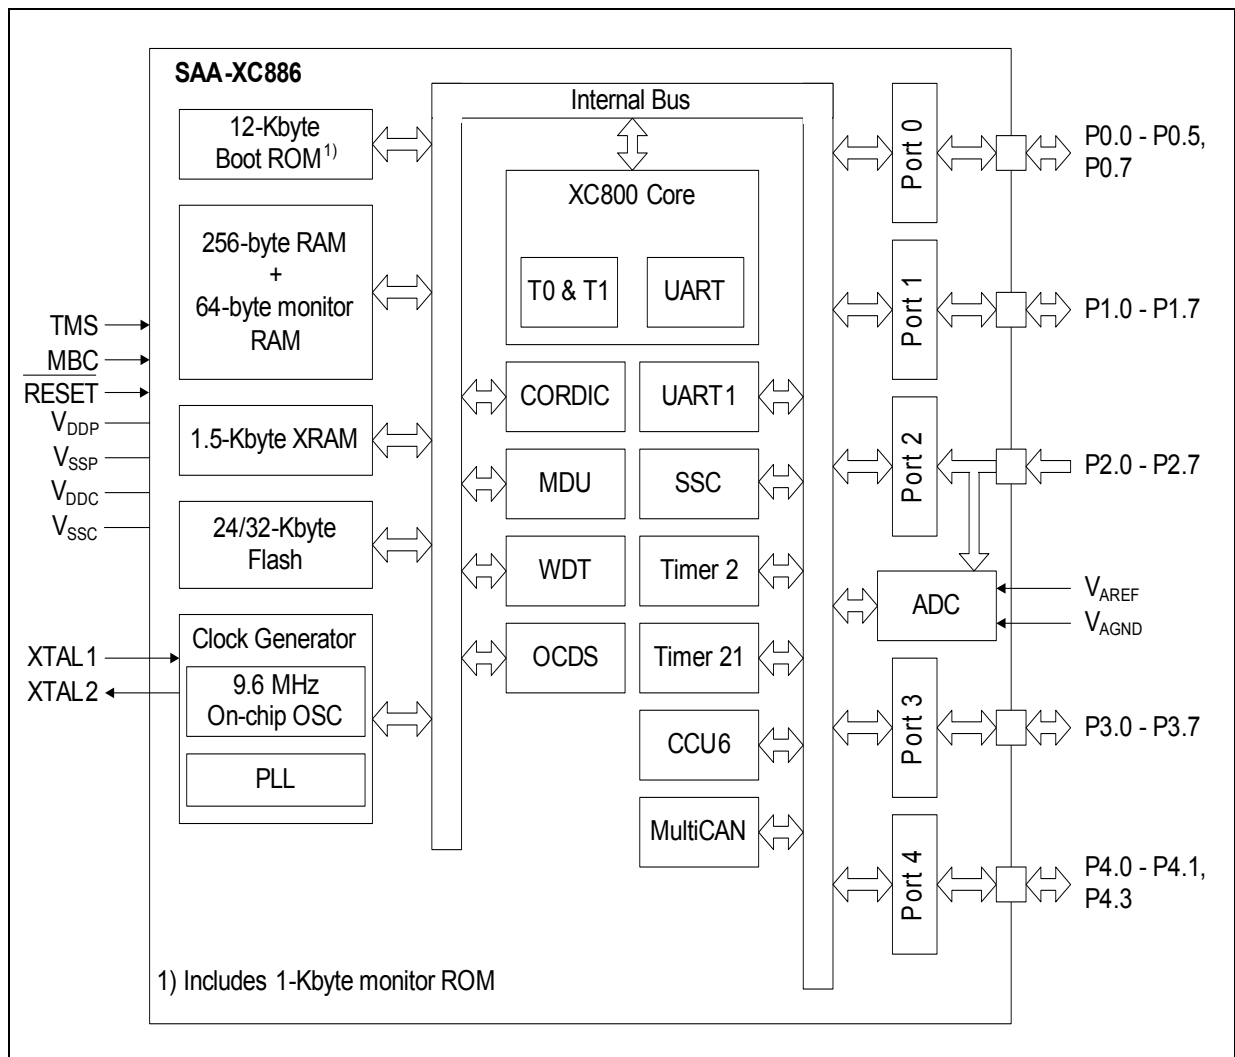 SAA-XC886
Internal Bus
12-Kbyte
Boot ROM1)
256-byte RAM
+
64-byte monitor
RAM
1.5-Kbyte XRAM
24/32-Kbyte
Flash
Clock Generator
9.6 MHz
On-chip OSC
PLL
TMS
MBC
RESET
VDDP
VSSP
VDDC
VSSC
XTAL1
XTAL2
XC800 Core
T0 & T1
UART
CORDIC
UART1
MDU
SSC
WDT
Timer 2
OCDS
Timer 21
CCU6
MultiCAN
Port 0
P0.0 - P0.5,
P0.7
Port 1
P1.0 - P1.7
Port 2
P2.0 - P2.7
ADC
VAREF
VAGND
Port 3
P3.0 - P3.7
Port 4
P4.0 - P4.1,
P4.3
1) Includes 1-Kbyte monitor ROM